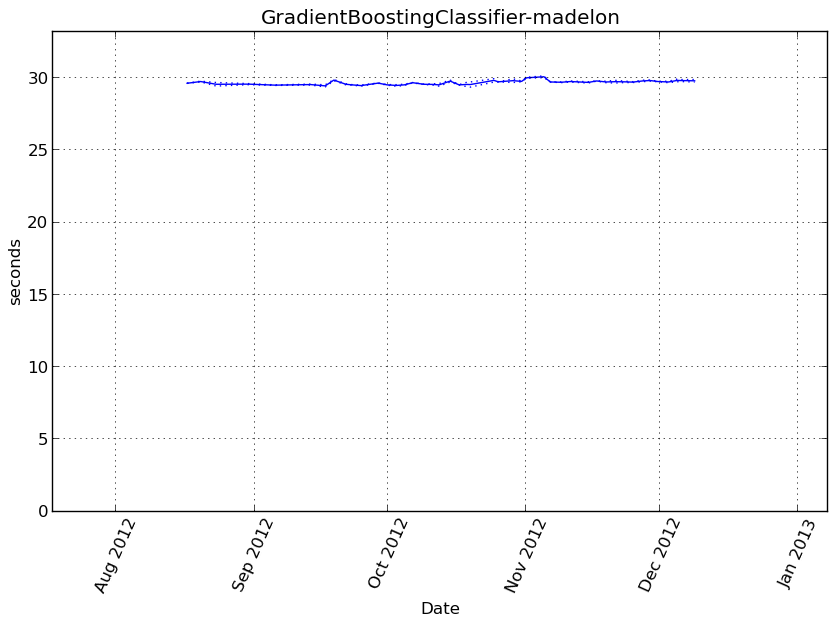 GradientBoostingClassifier-madelon
30
25
20
15
10
5
0
seconds
Aug 2012
Sep 2012
Oct 2012
Nov 2012
Dec 2012
Jan 2013
Date